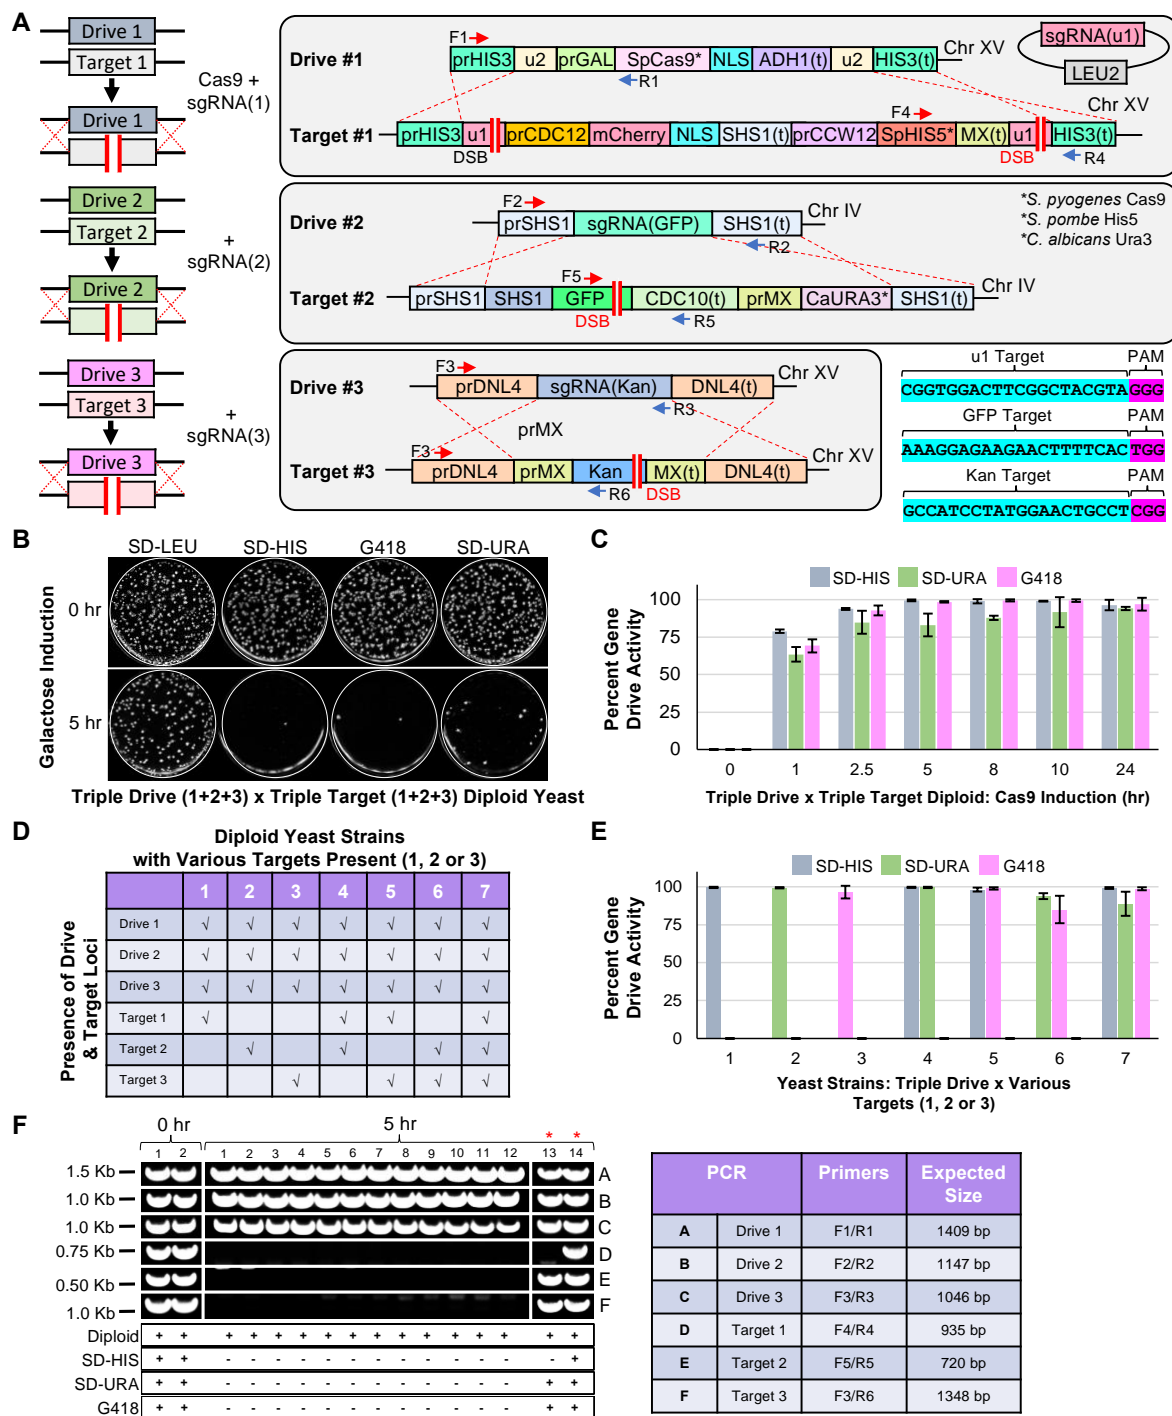 A
Drive 1
Target 1
Cas9 +
sgRNA(1)
Drive 1
Drive 2
Target 2
+
sgRNA(2)
Drive 2
Drive 3
Target 3
+
sgRNA(3)
Drive 3
Drive #1
F1
prHIS3 u2 prGAL SpCas9* NLS ADH1(t) u2 HIS3(t)
Chr XV
R1
sgRNA(u1)
LEU2
F4
Chr XV
Target #1
prHIS3 u1 prCDC12 mCherry NLS SHS1(t) prCCW12 SpHIS5* MX(t) u1 HIS3(t)
DSB
DSB
R4
Drive #2
F2
prSHS1 sgRNA(GFP) SHS1(t)
Chr IV
R2
*S. pyogenes Cas9
*S. pombe His5
*C. albicans Ura3
F5
Chr IV
Target #2
prSHS1 SHS1 GFP CDC10(t) prMX CaURA3* SHS1(t)
DSB
R5
Drive #3
F3
prDNL4 sgRNA(Kan) DNL4(t)
Chr XV
R3
prMX
F3
Chr XV
Target #3
prDNL4 prMX Kan MX(t) DNL4(t)
R6
DSB
u1 Target PAM
CGGTGGACTTCGGCTACGTAGGG
GFP Target PAM
AAAGGAGAAGAACTTTTCACTGG
Kan Target PAM
GCCATCCTATGGAACTGCCTCGG
B
SD-LEU SD-HIS G418 SD-URA
Galactose Induction
0 hr
5 hr
Triple Drive (1+2+3) x Triple Target (1+2+3) Diploid Yeast
C
SD-HIS SD-URA G418
Percent Gene
Drive Activity
100
75
50
25
0
0 1 2.5 5 8 10 24
Triple Drive x Triple Target Diploid: Cas9 Induction (hr)
D
Diploid Yeast Strains
with Various Targets Present (1, 2 or 3)
Presence of Drive
& Target Loci
1 2 3 4 5 6 7
Drive 1 √ √ √ √ √ √ √
Drive 2 √ √ √ √ √ √ √
Drive 3 √ √ √ √ √ √ √
Target 1 √ √ √ √
Target 2 √ √ √ √
Target 3 √ √ √ √
E
SD-HIS SD-URA G418
Percent Gene
Drive Activity
100
75
50
25
0
1 2 3 4 5 6 7
Yeast Strains: Triple Drive x Various
Targets (1, 2 or 3)
F
0 hr 5 hr * *
1 2 1 2 3 4 5 6 7 8 9 10 11 12 13 14
1.5 Kb A
1.0 Kb B
1.0 Kb C
0.75 Kb D
0.50 Kb E
1.0 Kb F
Diploid + + + + + + + + + + + + + + + +
SD-HIS + + - - - - - - - - - - - - - +
SD-URA + + - - - - - - - - - - - - + +
G418 + + - - - - - - - - - - - - + +
PCR Primers Expected
Size
A Drive 1 F1/R1 1409 bp
B Drive 2 F2/R2 1147 bp
C Drive 3 F3/R3 1046 bp
D Target 1 F4/R4 935 bp
E Target 2 F5/R5 720 bp
F Target 3 F3/R6 1348 bp